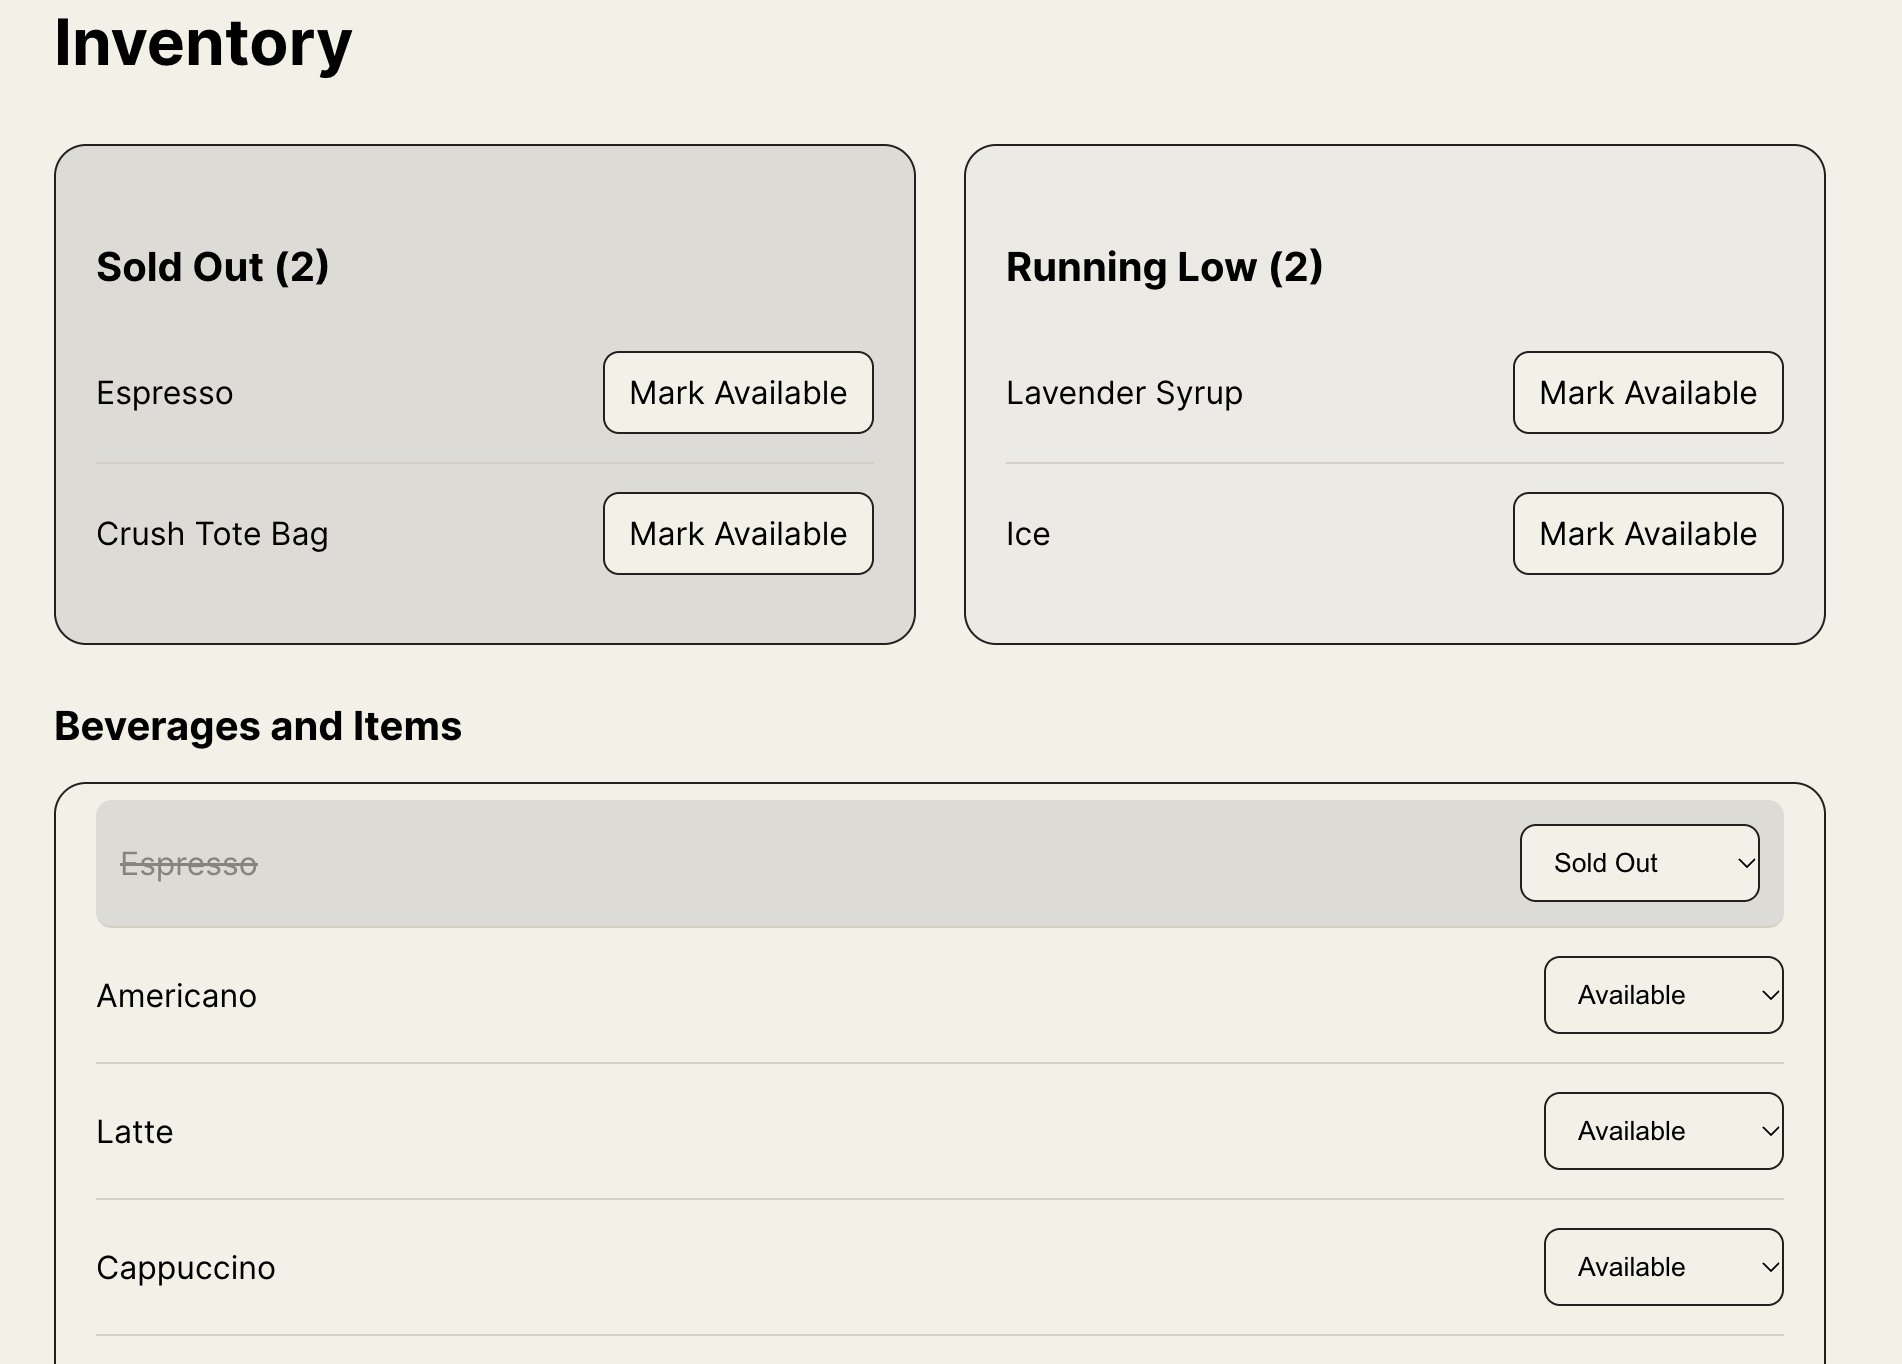 Inventory
Sold Out (2)
Espresso
Mark Available
Crush Tote Bag
Mark Available
Running Low (2)
Lavender Syrup
Mark Available
Ice
Mark Available
Beverages and Items
Espresso
Sold Out
Americano
Available
Latte
Available
Cappuccino
Available